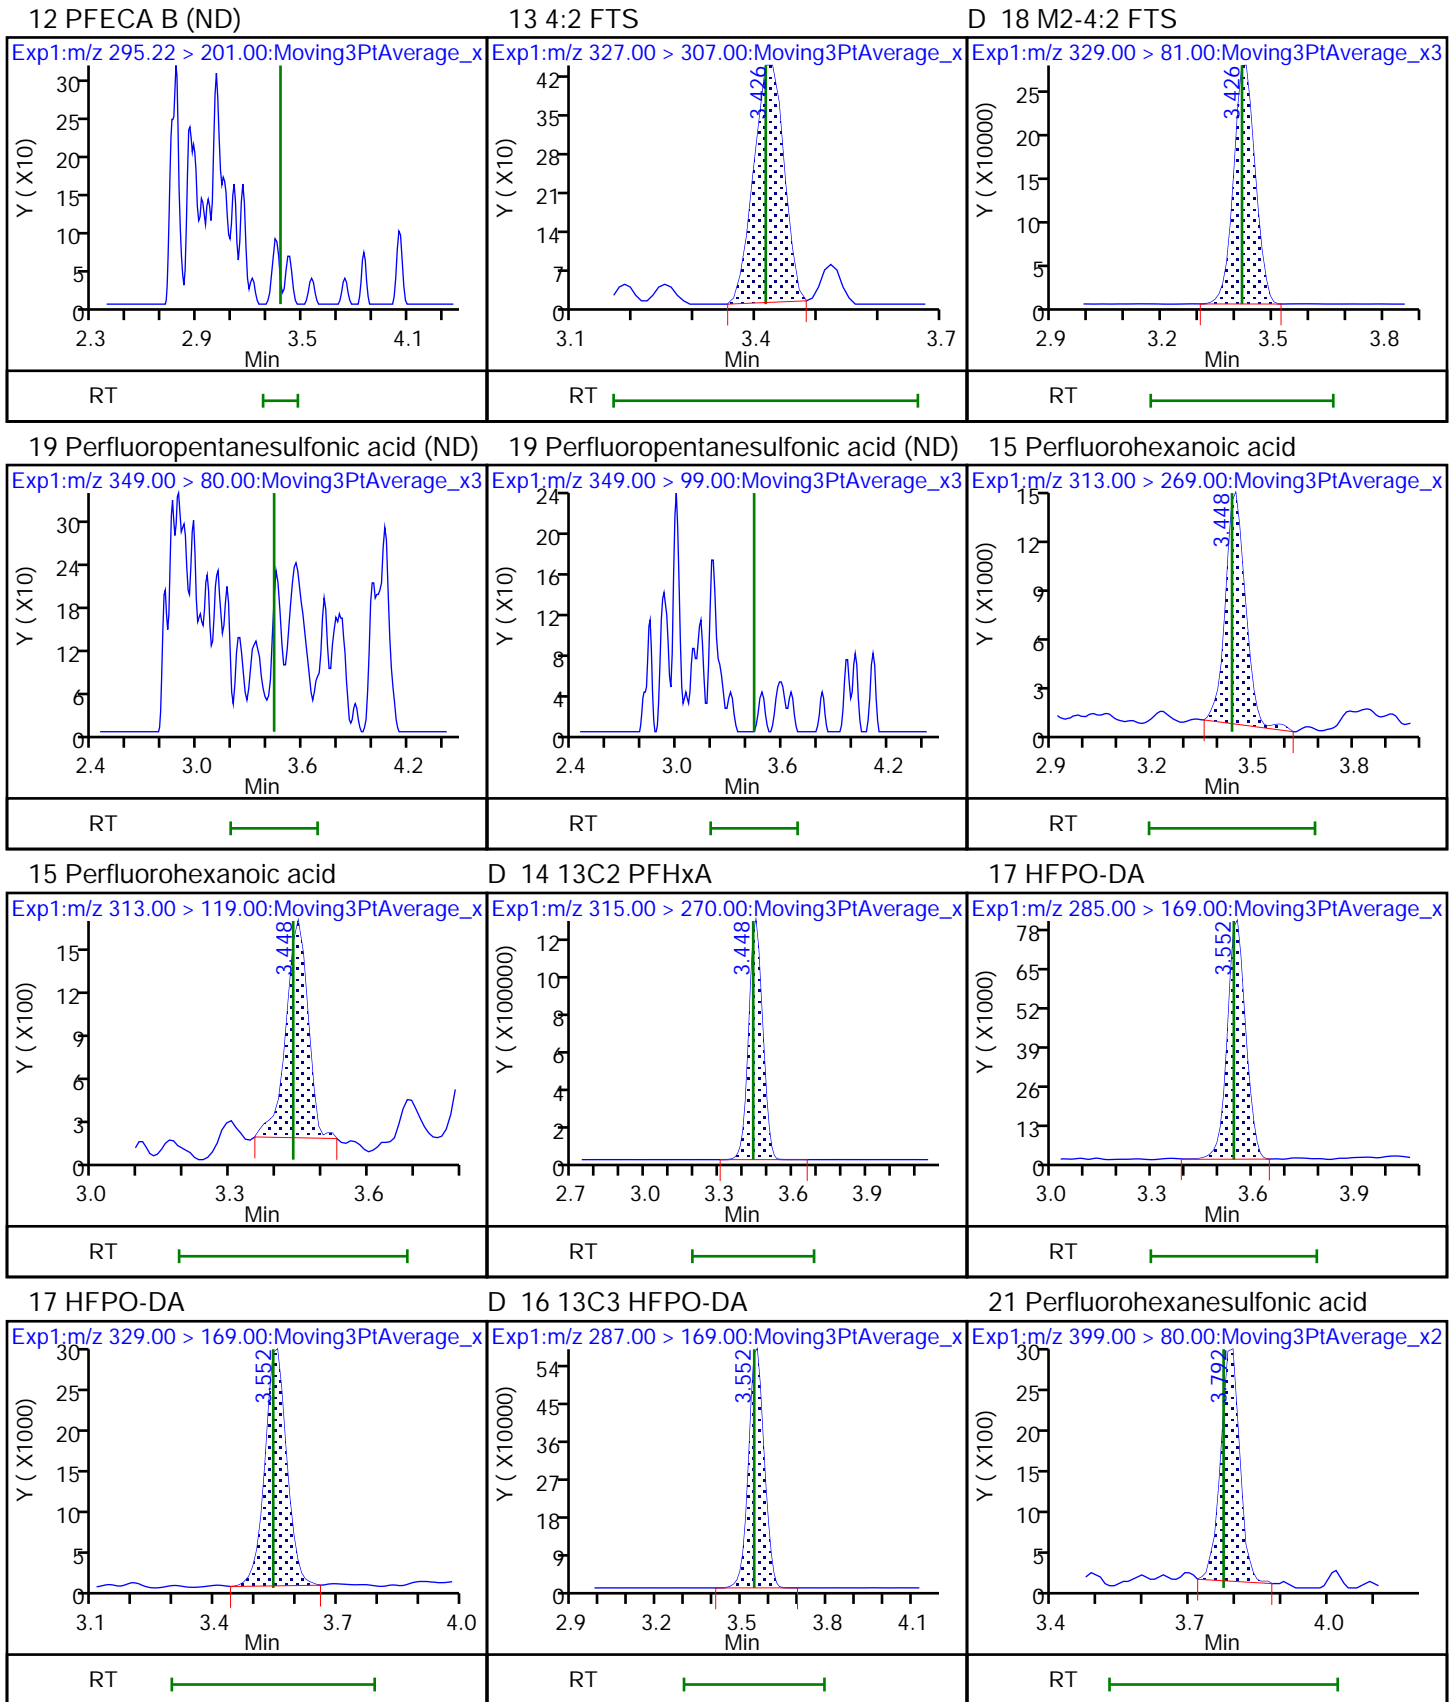 12 PFECA B (ND)
Exp1:m/z 295.22 > 201.00:Moving3PtAverage_x
Y ( X10)
30
25
20
15
10
5
0
2.3 2.9 3.5 4.1
Min
RT
13 4:2 FTS
Exp1:m/z 327.00 > 307.00:Moving3PtAverage_x
3.426
Y ( X10)
42
35
28
21
14
7
0
3.1 3.4 3.7
Min
RT
D 18 M2-4:2 FTS
Exp1:m/z 329.00 > 81.00:Moving3PtAverage_x3
3.426
Y ( X10000)
25
20
15
10
5
0
2.9 3.2 3.5 3.8
Min
RT
19 Perfluoropentanesulfonic acid (ND)
Exp1:m/z 349.00 > 80.00:Moving3PtAverage_x3
Y ( X10)
30
24
18
12
6
0
2.4 3.0 3.6 4.2
Min
RT
19 Perfluoropentanesulfonic acid (ND)
Exp1:m/z 349.00 > 99.00:Moving3PtAverage_x3
Y ( X10)
24
20
16
12
8
4
0
2.4 3.0 3.6 4.2
Min
RT
15 Perfluorohexanoic acid
Exp1:m/z 313.00 > 269.00:Moving3PtAverage_x
3.448
Y ( X1000)
15
12
9
6
3
0
2.9 3.2 3.5 3.8
Min
RT
15 Perfluorohexanoic acid
Exp1:m/z 313.00 > 119.00:Moving3PtAverage_x
3.448
Y ( X100)
15
12
9
6
3
0
3.0 3.3 3.6
Min
RT
D 14 13C2 PFHxA
Exp1:m/z 315.00 > 270.00:Moving3PtAverage_x
3.448
Y ( X100000)
12
10
8
6
4
2
0
2.7 3.0 3.3 3.6 3.9
Min
RT
17 HFPO-DA
Exp1:m/z 285.00 > 169.00:Moving3PtAverage_x
3.552
Y ( X1000)
78
65
52
39
26
13
0
3.0 3.3 3.6 3.9
Min
RT
17 HFPO-DA
Exp1:m/z 329.00 > 169.00:Moving3PtAverage_x
3.552
Y ( X1000)
30
25
20
15
10
5
0
3.1 3.4 3.7 4.0
Min
RT
D 16 13C3 HFPO-DA
Exp1:m/z 287.00 > 169.00:Moving3PtAverage_x
3.552
Y ( X10000)
54
45
36
27
18
9
0
2.9 3.2 3.5 3.8 4.1
Min
RT
21 Perfluorohexanesulfonic acid
Exp1:m/z 399.00 > 80.00:Moving3PtAverage_x2
3.792
Y ( X100)
30
25
20
15
10
5
0
3.4 3.7 4.0
Min
RT